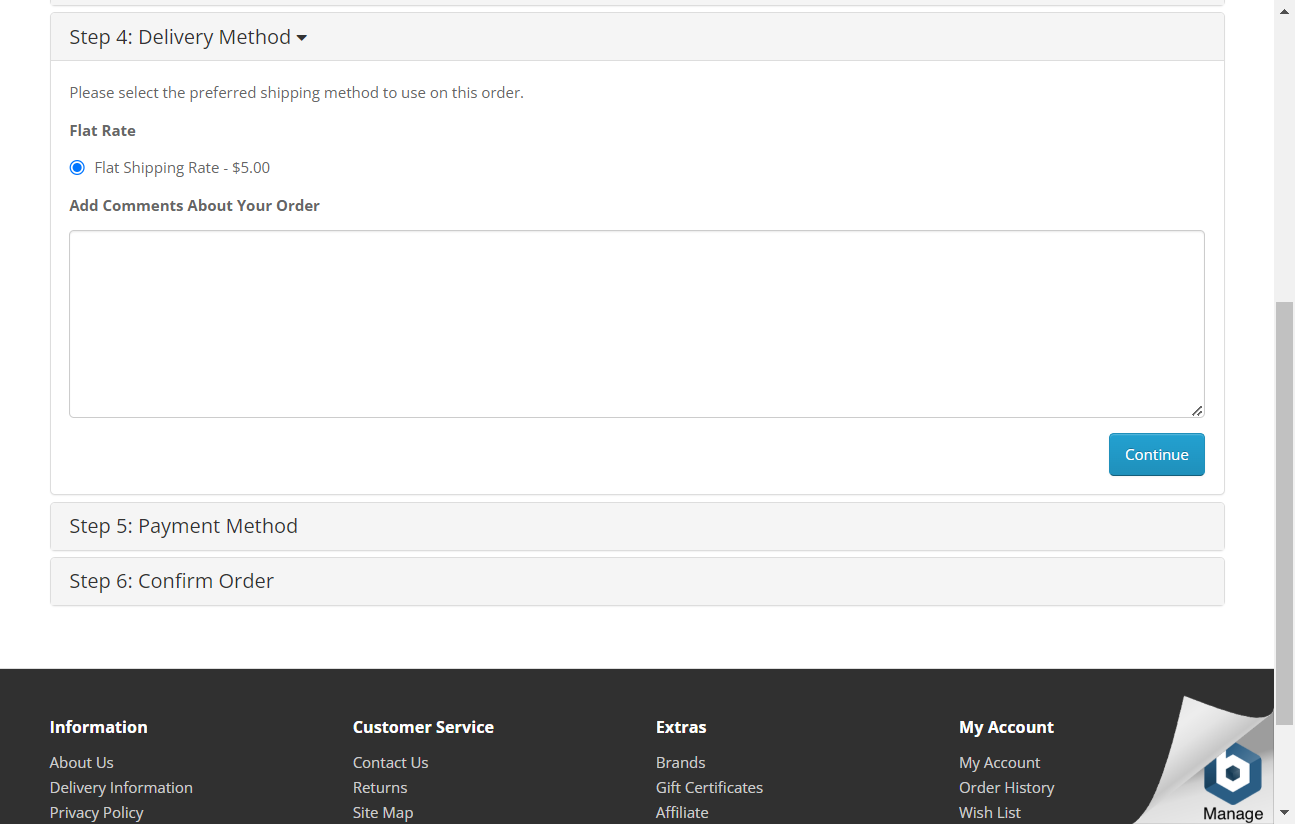 Step 4: Delivery Method
Please select the preferred shipping method to use on this order.
Flat Rate
Flat Shipping Rate - $5.00
Add Comments About Your Order
Continue
Step 5: Payment Method
Step 6: Confirm Order
Information
About Us
Delivery Information
Privacy Policy
Customer Service
Contact Us
Returns
Site Map
Extras
Brands
Gift Certificates
Affiliate
My Account
My Account
Order History
Wish List
b
Manage